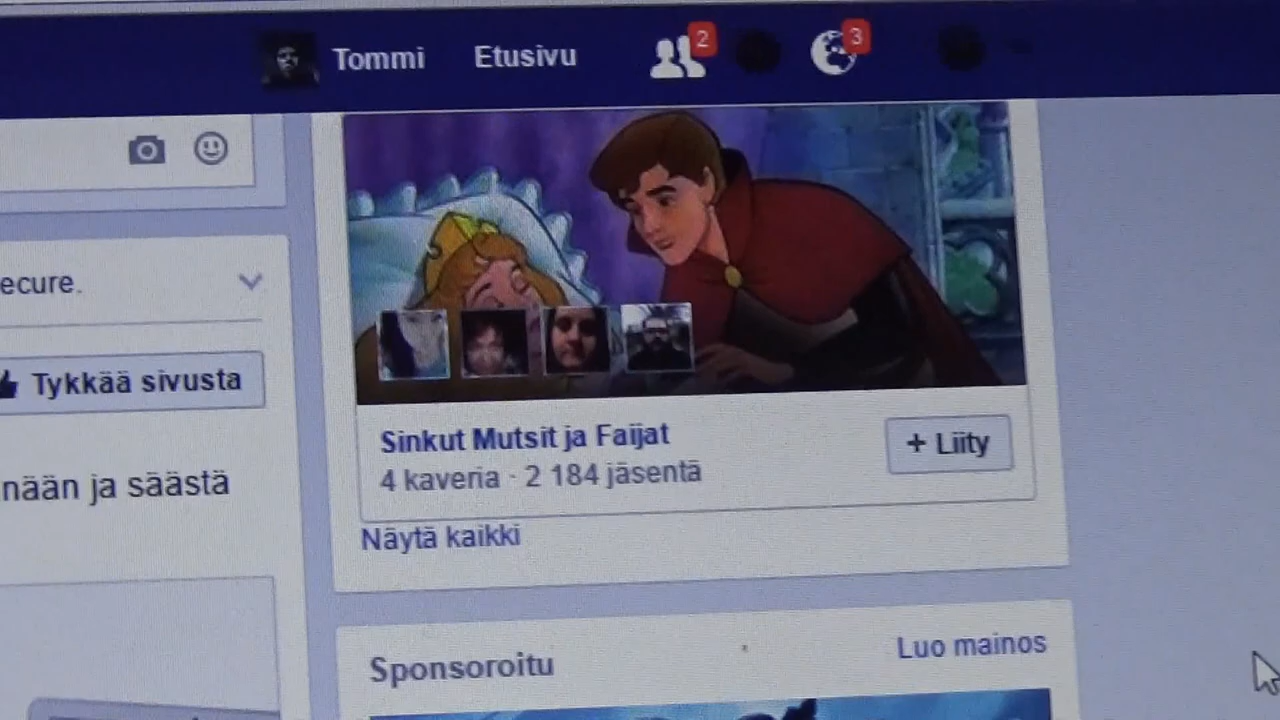 Tommi Etusivu 2 3
ecure.
Tykkää sivusta
nään ja säästä
Sinkut Mutsit ja Faijat
4 kaveria · 2 184 jäsentä
+ Liity
Näytä kaikki
Sponsoroitu
Luo mainos